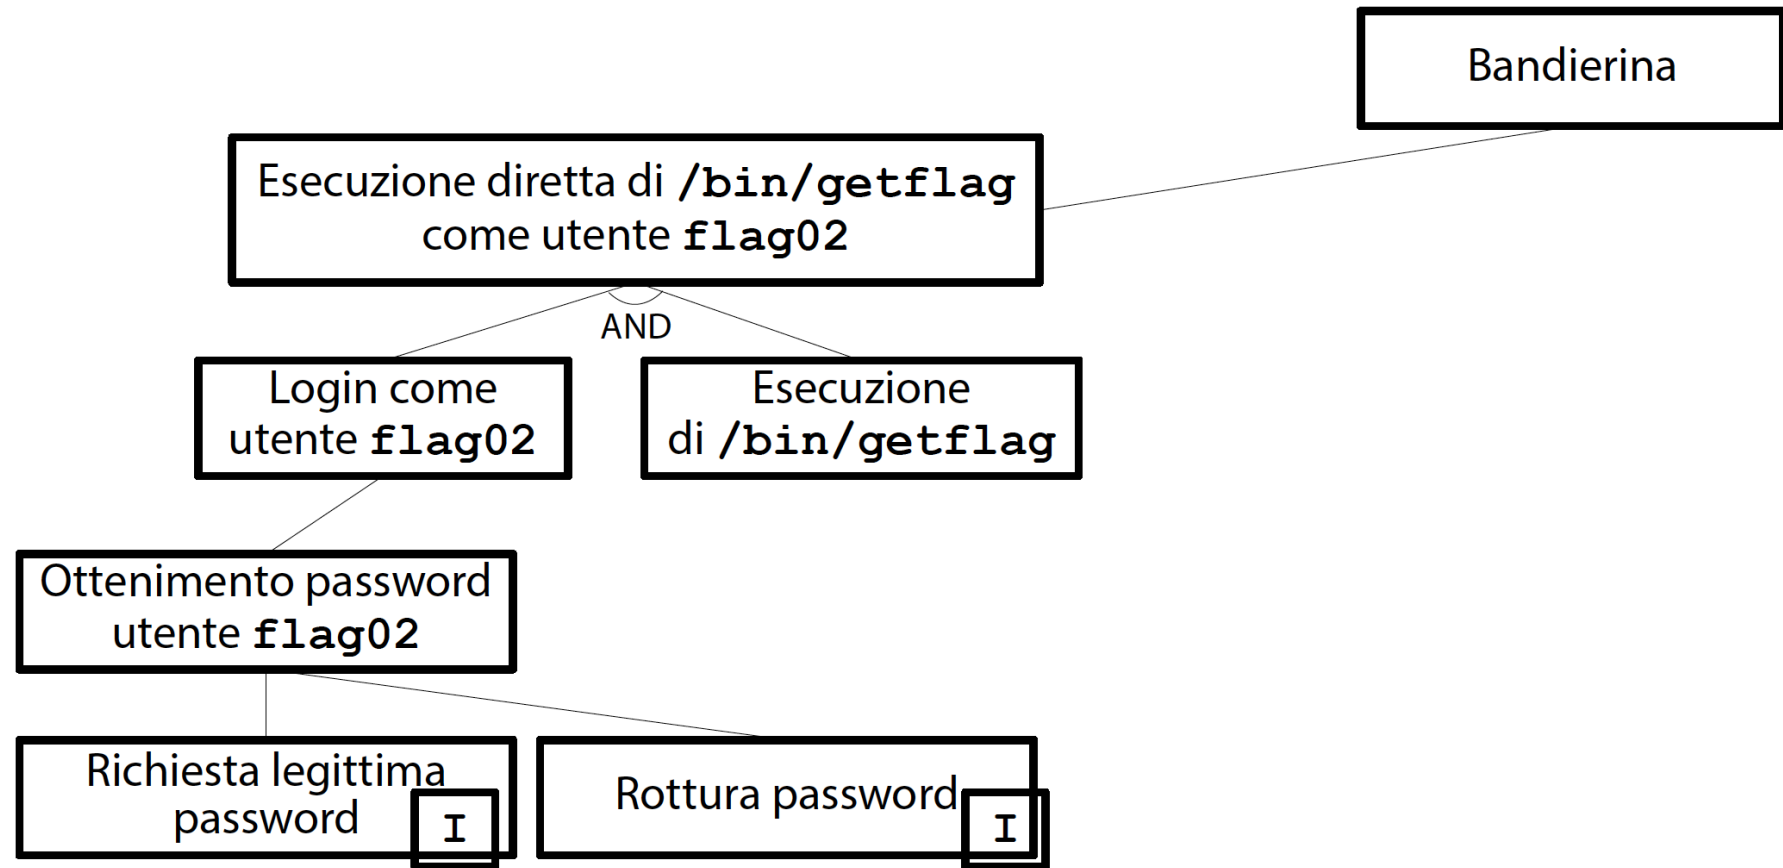 Bandierina
Esecuzione diretta di /bin/getflag
come utente flag02
AND
Login come
utente flag02
Esecuzione
di /bin/getflag
Ottenimento password
utente flag02
Richiesta legittima
password
I
Rottura password
I